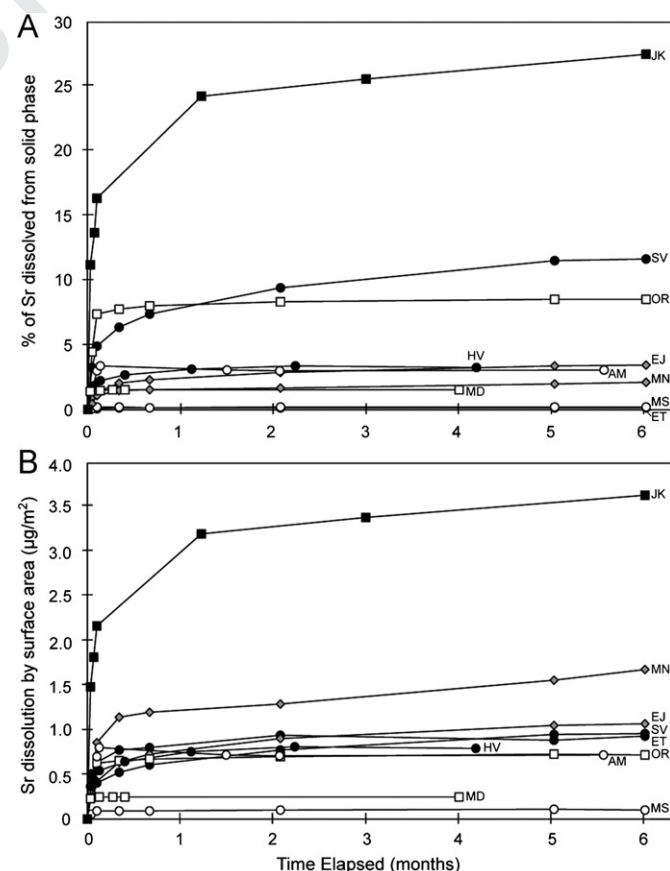 A
30
25
20
15
10
5
0
% of Sr dissolved from solid phase
JK
SV
OR
HV
EJ
AM
MN
MD
MS
ET
0 1 2 3 4 5 6
B
4.0
3.5
3.0
2.5
2.0
1.5
1.0
0.5
0
Sr dissolution by surface area (µg/m²)
JK
MN
EJ
SV
ET
HV
OR
AM
MD
MS
0 1 2 3 4 5 6
Time Elapsed (months)